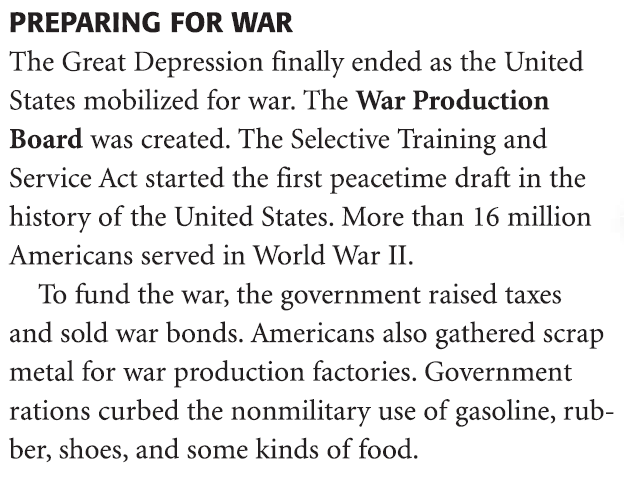 PREPARING FOR WAR
The Great Depression finally ended as the United
States mobilized for war. The War Production
Board was created. The Selective Training and
Service Act started the first peacetime draft in the
history of the United States. More than 16 million
Americans served in World War II.
To fund the war, the government raised taxes
and sold war bonds. Americans also gathered scrap
metal for war production factories. Government
rations curbed the nonmilitary use of gasoline, rub-
ber, shoes, and some kinds of food.